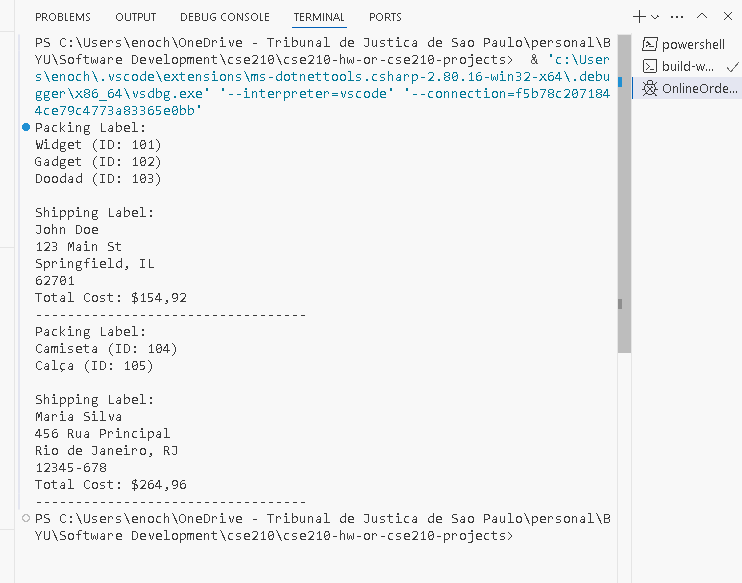 PROBLEMS OUTPUT DEBUG CONSOLE TERMINAL PORTS
powershell
build-w...
OnlineOrde...
PS C:\Users\enoch\OneDrive - Tribunal de Justica de Sao Paulo\personal\B
YU\Software Development\cse210\cse210-hw-or-cse210-projects>  & 'c:\User
s\enoch\.vscode\extensions\ms-dotnettools.csharp-2.80.16-win32-x64\.debu
gger\x86_64\vsdbg.exe' '--interpreter=vscode' '--connection=f5b78c207184
4ce79c4773a83365e0bb'
Packing Label:
Widget (ID: 101)
Gadget (ID: 102)
Doodad (ID: 103)
Shipping Label:
John Doe
123 Main St
Springfield, IL
62701
Total Cost: $154,92
--------------------------------
Packing Label:
Camiseta (ID: 104)
Calça (ID: 105)
Shipping Label:
Maria Silva
456 Rua Principal
Rio de Janeiro, RJ
12345-678
Total Cost: $264,96
--------------------------------
PS C:\Users\enoch\OneDrive - Tribunal de Justica de Sao Paulo\personal\B
YU\Software Development\cse210\cse210-hw-or-cse210-projects>